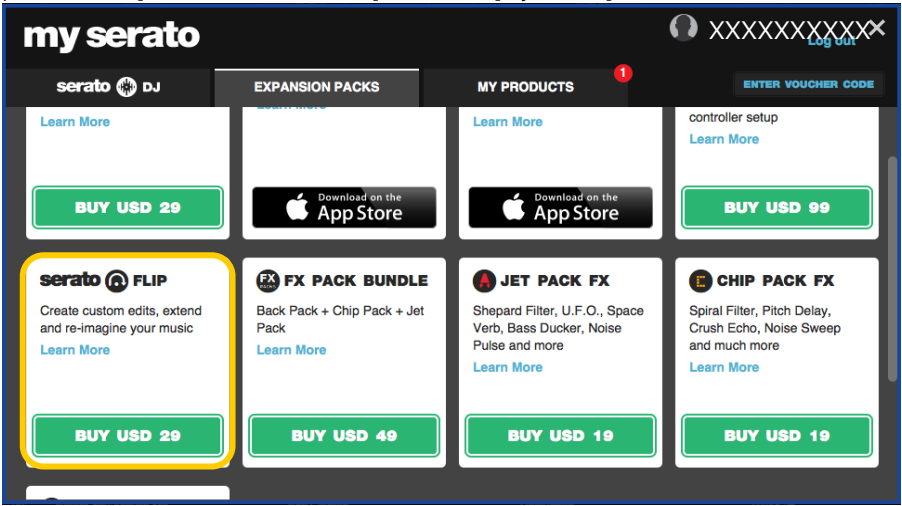 my serato
XXXXXXXXXX
Log out
serato DJ
EXPANSION PACKS
MY PRODUCTS
1
ENTER VOUCHER CODE
Learn More
Learn More
controller setup
Learn More
BUY USD 29
Download on the
App Store
Download on the
App Store
BUY USD 99
serato FLIP
Create custom edits, extend
and re-imagine your music
Learn More
BUY USD 29
FX PACKS
FX PACK BUNDLE
Back Pack + Chip Pack + Jet
Pack
Learn More
BUY USD 49
JET PACK FX
Shepard Filter, U.F.O., Space
Verb, Bass Ducker, Noise
Pulse and more
Learn More
BUY USD 19
CHIP PACK FX
Spiral Filter, Pitch Delay,
Crush Echo, Noise Sweep
and much more
Learn More
BUY USD 19